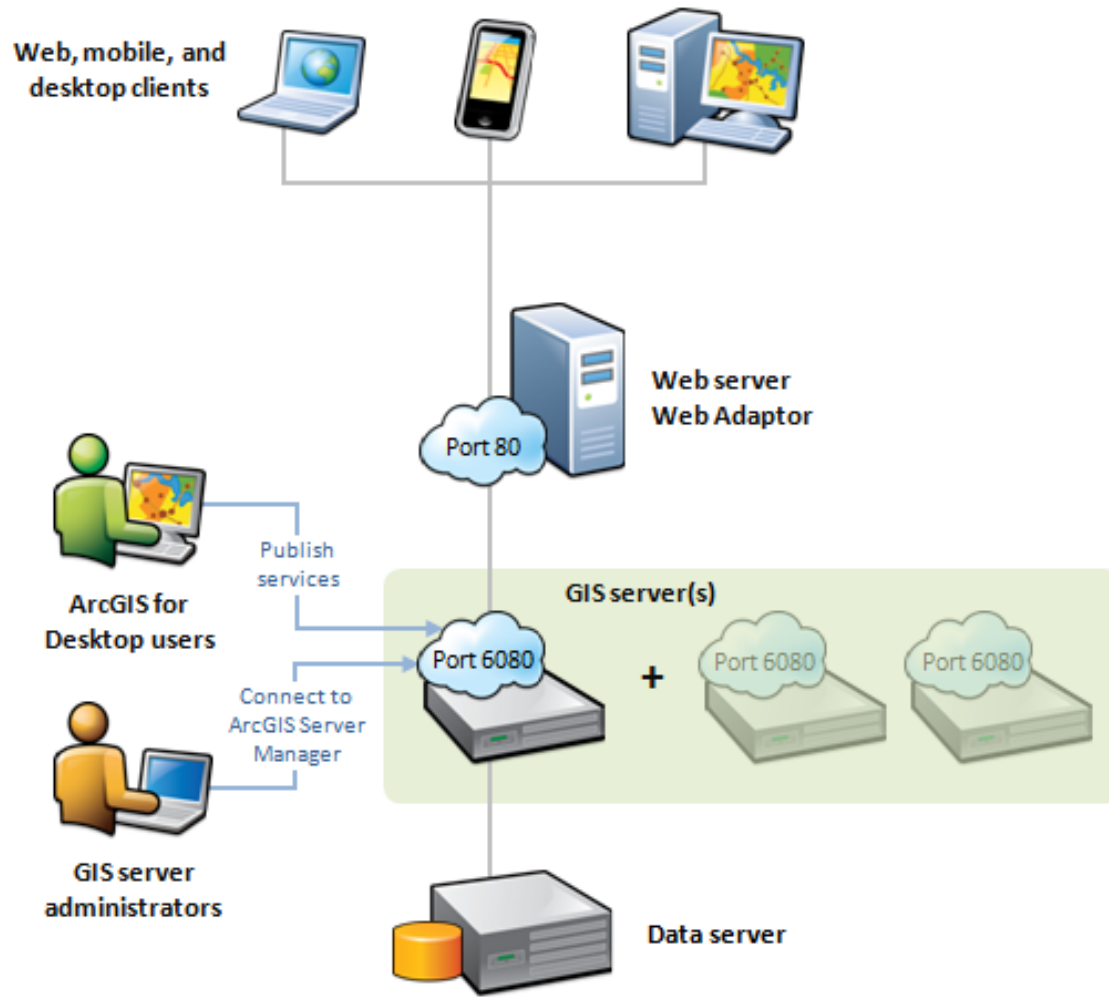 Web, mobile, and
desktop clients
Web server
Web Adaptor
Port 80
Publish
services
ArcGIS for
Desktop users
GIS server(s)
Port 6080
+
Port 6080
Port 6080
Connect to
ArcGIS Server
Manager
GIS server
administrators
Data server